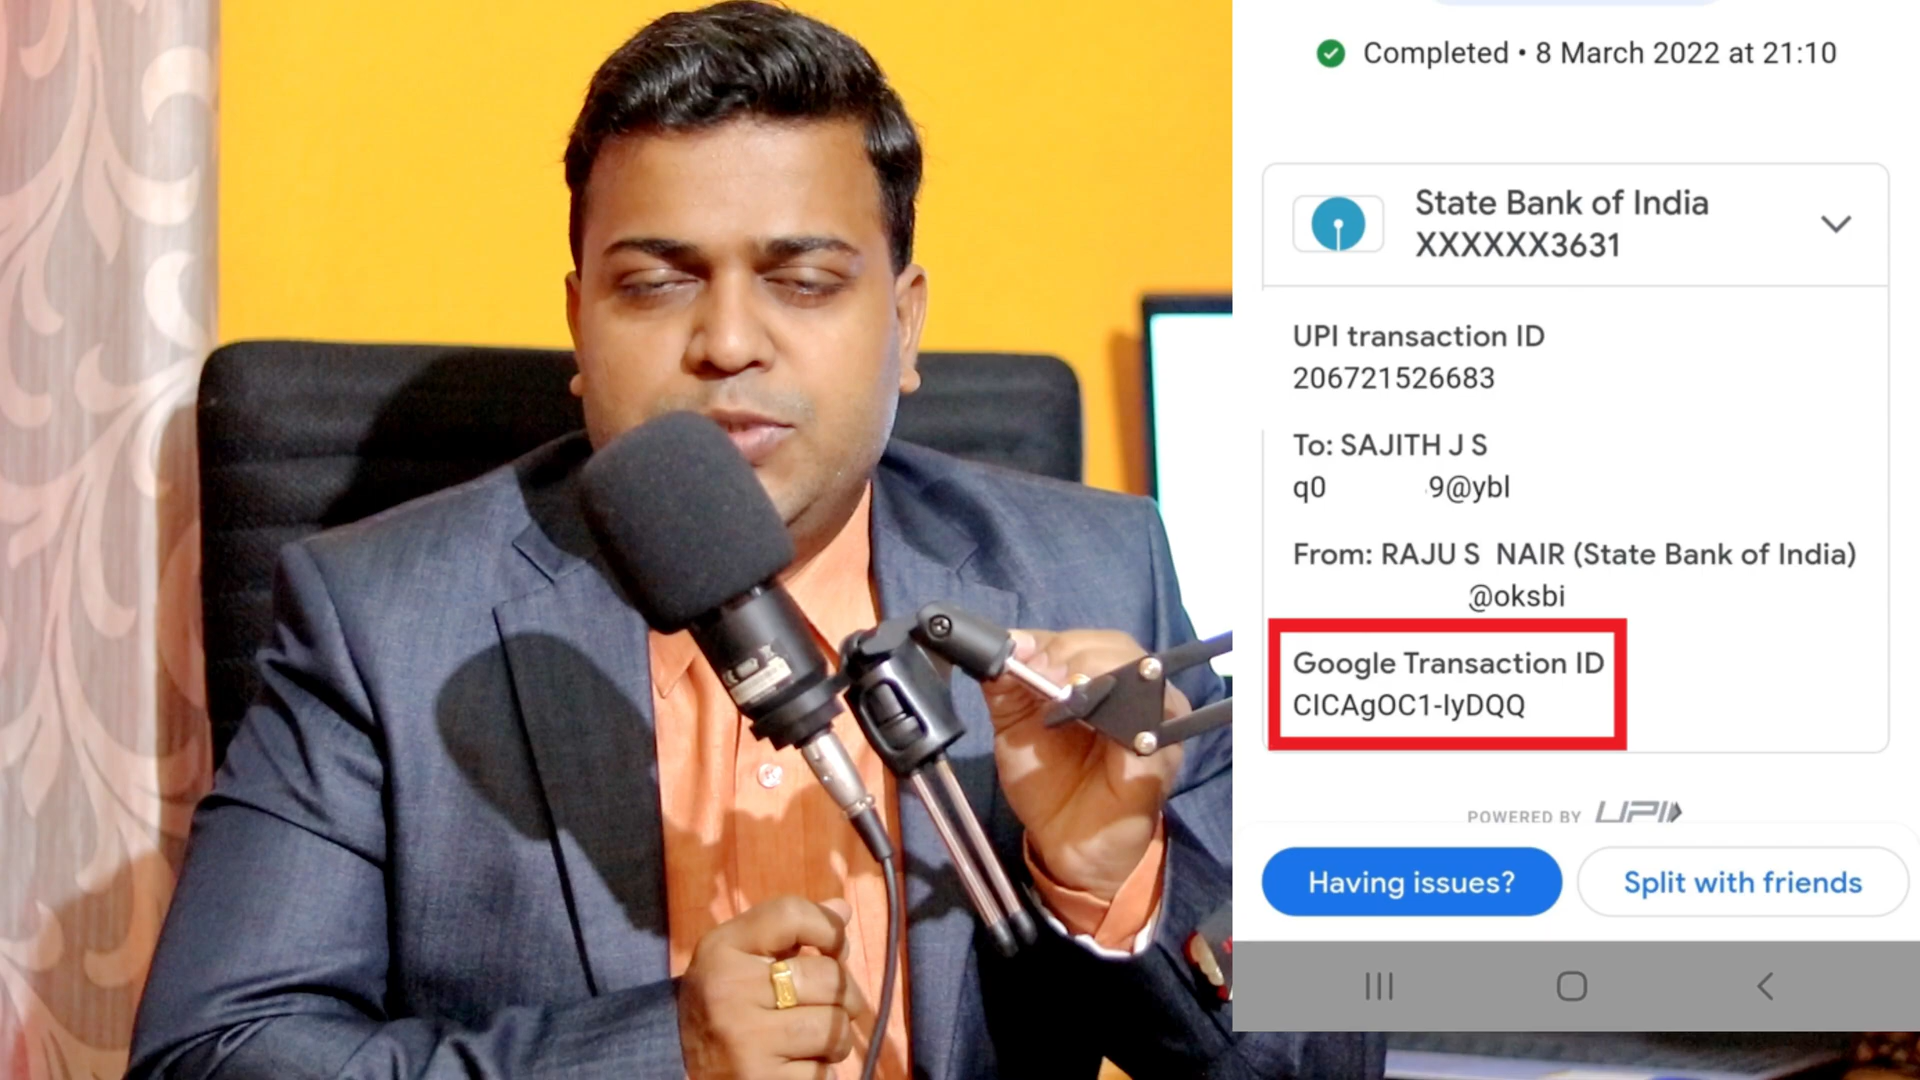 Completed • 8 March 2022 at 21:10
State Bank of India
XXXXXX3631
UPI transaction ID
206721526683
To: SAJITH J S
q0 9@ybl
From: RAJU S NAIR (State Bank of India)
@oksbi
Google Transaction ID
CICAgOC1-IyDQQ
POWERED BY UPI
Having issues?
Split with friends